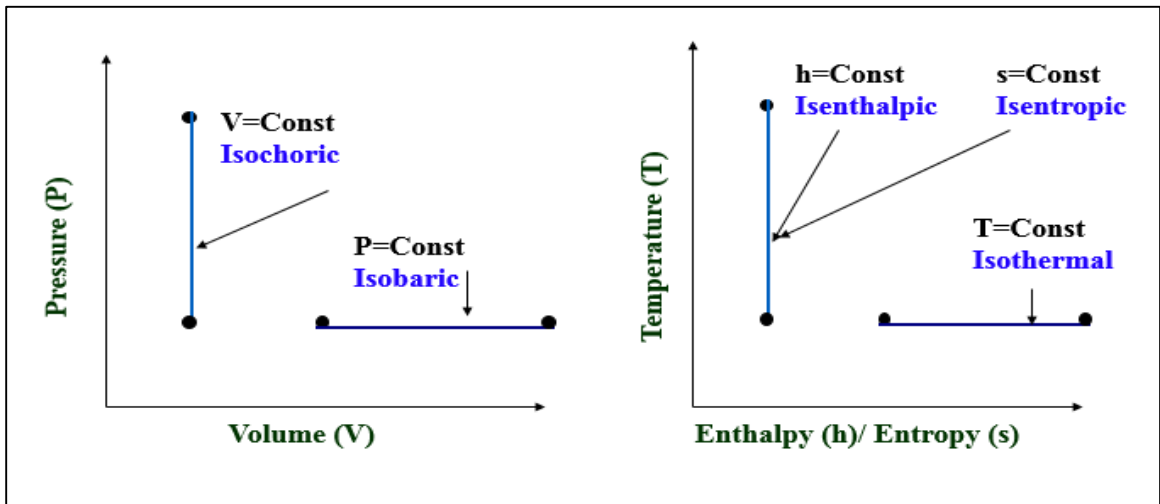 V=Const
Isochoric
P=Const
Isobaric
Pressure (P)
Volume (V)
h=Const
Isenthalpic
s=Const
Isentropic
T=Const
Isothermal
Temperature (T)
Enthalpy (h)/ Entropy (s)